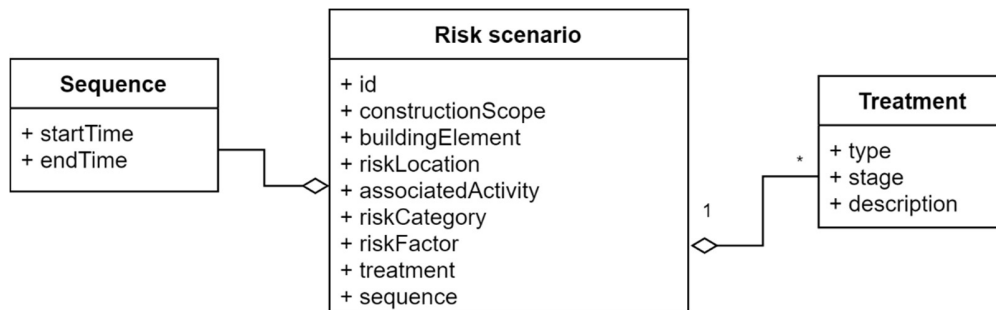 Sequence
+ startTime
+ endTime
Risk scenario
+ id
+ constructionScope
+ buildingElement
+ riskLocation
+ associatedActivity
+ riskCategory
+ riskFactor
+ treatment
+ sequence
1
*
Treatment
+ type
+ stage
+ description